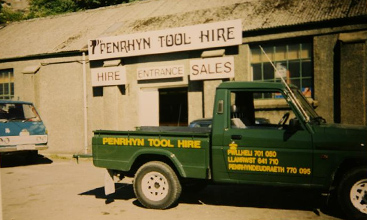 PENRHYN TOOL HIRE
HIRE
ENTRANCE
SALES
PENRHYN TOOL HIRE
PWLLHELI 701 050
LLANRWST 641 710
PENRHYNDEUDRAETH 770 095